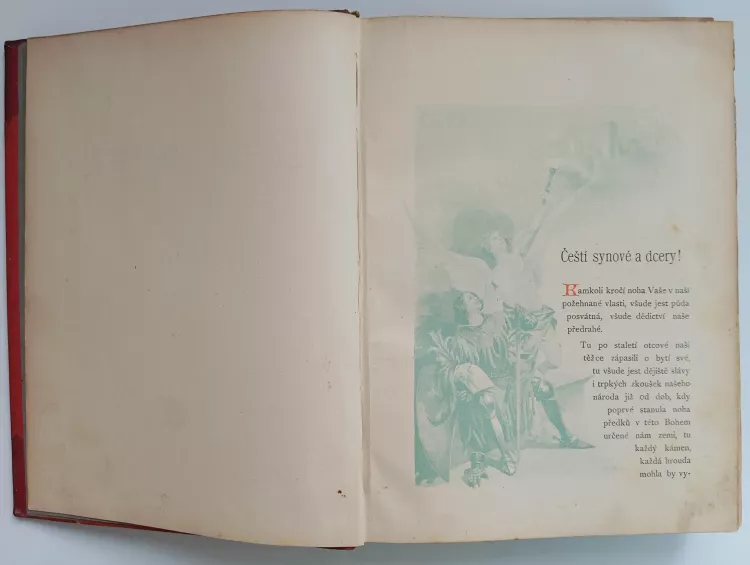 Čeští synové a dcery!
Kamkoli kročí noha Vaše v naší
požehnané vlasti, všude jest půda
posvátná, všude dědictví naše
předrahé.
Tu po staletí otcové naši
těžce zápasili o bytí své,
tu všude jest dějiště slávy
i trpkých zkoušek našeho
národa již od dob, kdy
poprvé stanula noha
předků v této Bohem
určené nám zemi, tu
každý kámen,
každá hrouda
mohla by vy-